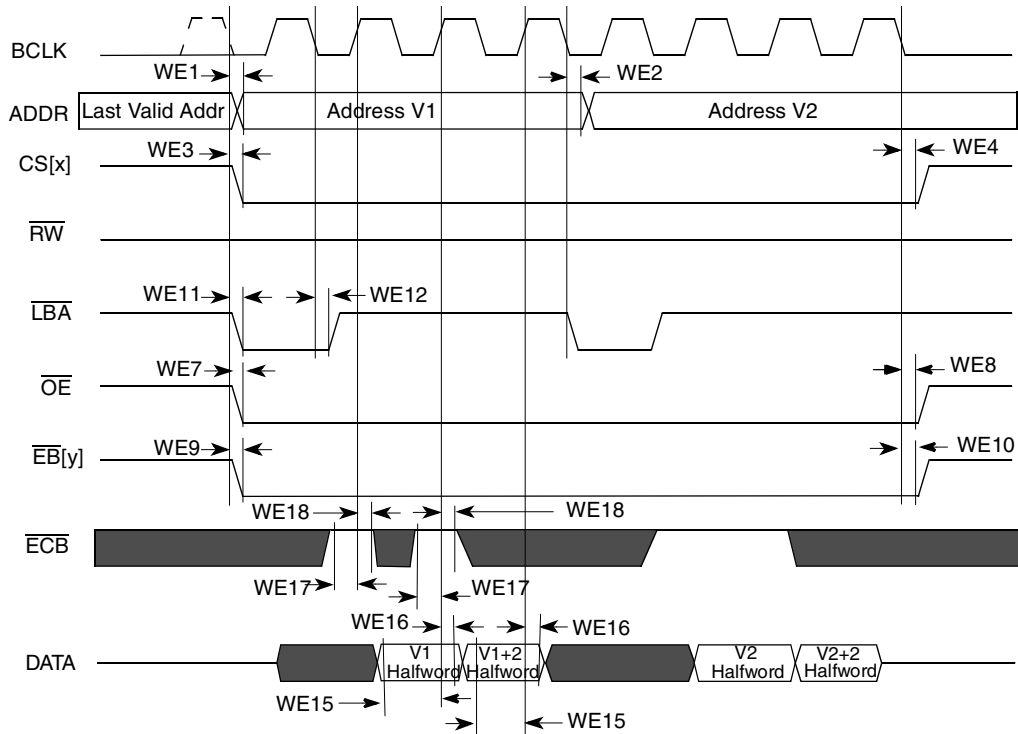 BCLK
WE1
WE2
ADDR
Last Valid Addr
Address V1
Address V2
WE3
WE4
CS[x]
RW
WE11
WE12
LBA
WE7
WE8
OE
WE9
WE10
EB[y]
WE18
WE18
ECB
WE17
WE17
WE16
WE16
DATA
V1
Halfword
V1+2
Halfword
V2
Halfword
V2+2
Halfword
WE15
WE15